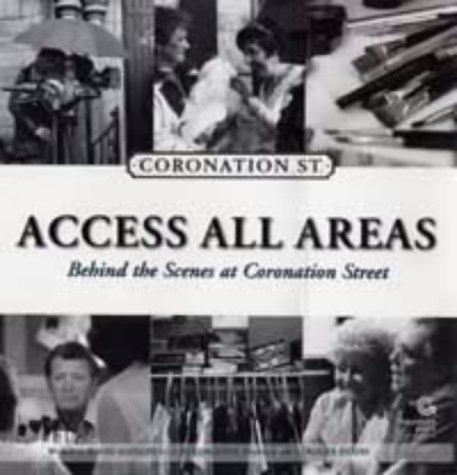 CORONATION ST.
ACCESS ALL AREAS
Behind the Scenes at Coronation Street